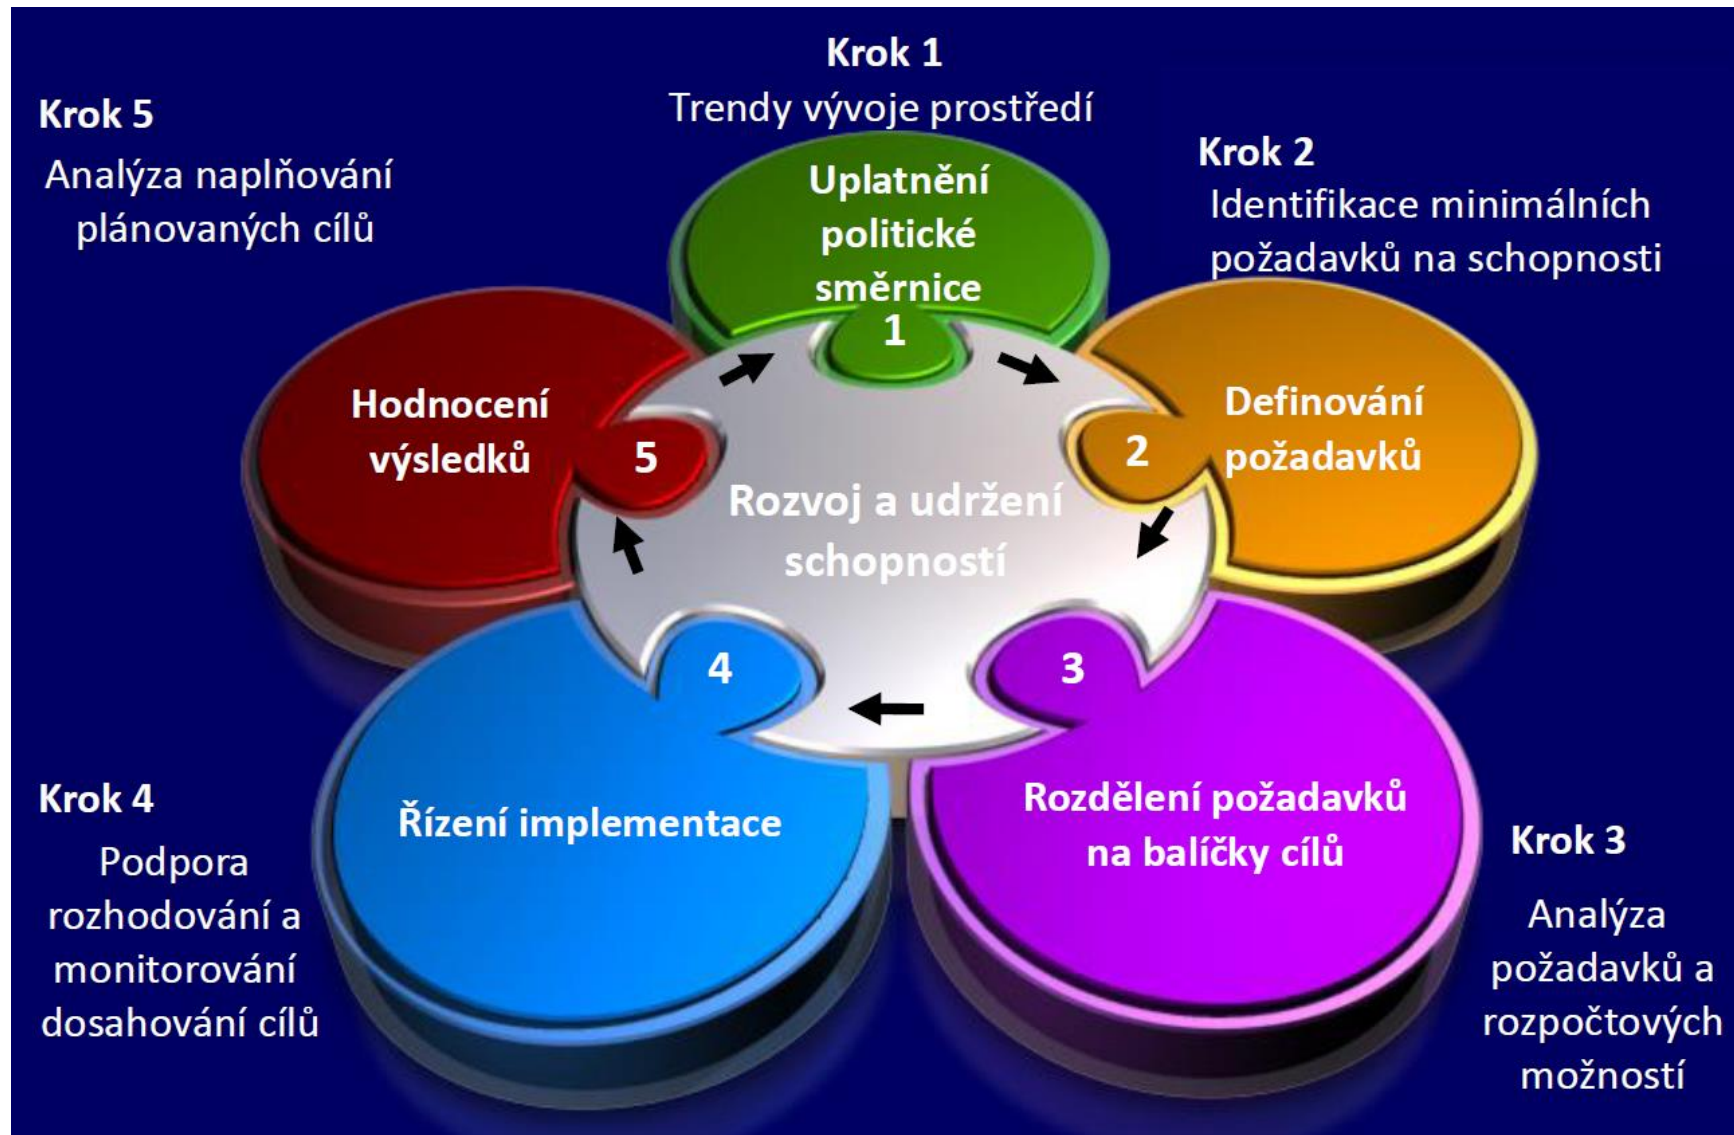 Krok 1
Trendy vývoje prostředí
Uplatnění
politické
směrnice
1
Krok 2
Identifikace minimálních
požadavků na schopnosti
Definování
požadavků
2
Krok 3
Analýza
požadavků a
rozpočtových
možností
Rozdělení požadavků
na balíčky cílů
3
Krok 4
Podpora
rozhodování a
monitorování
dosahování cílů
Řízení implementace
4
Krok 5
Analýza naplňování
plánovaných cílů
Hodnocení
výsledků
5
Rozvoj a udržení
schopností